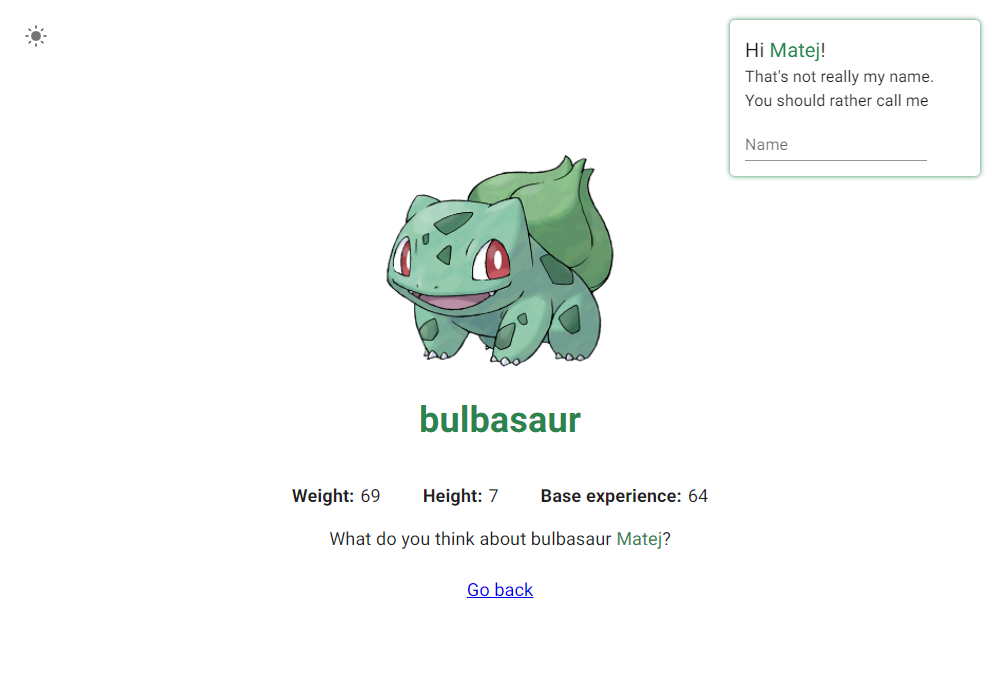 Hi Matej!
That's not really my name.
You should rather call me
Name
bulbasaur
Weight: 69 Height: 7 Base experience: 64
What do you think about bulbasaur Matej?
Go back